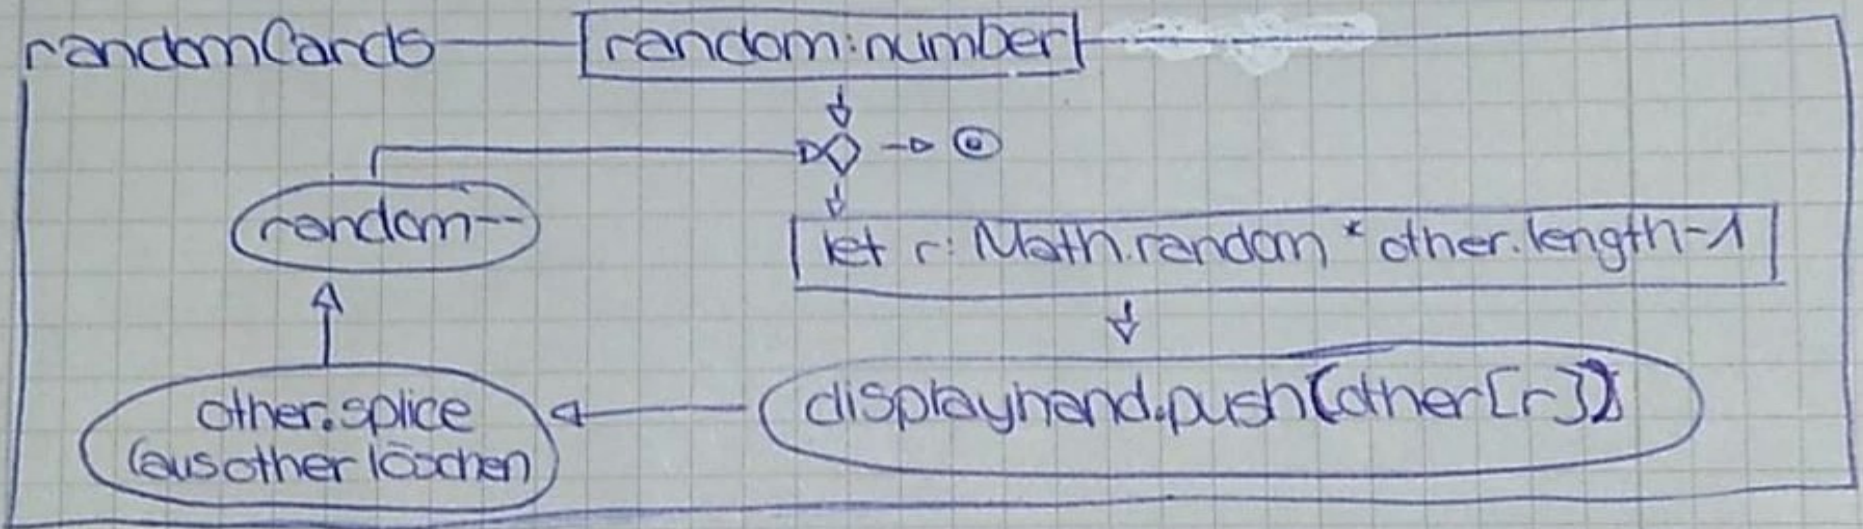 randomCards
random:number
random--
let r: Math.random * other.length-1
displayhand.push(other[r])
other.splice
(aus other löschen